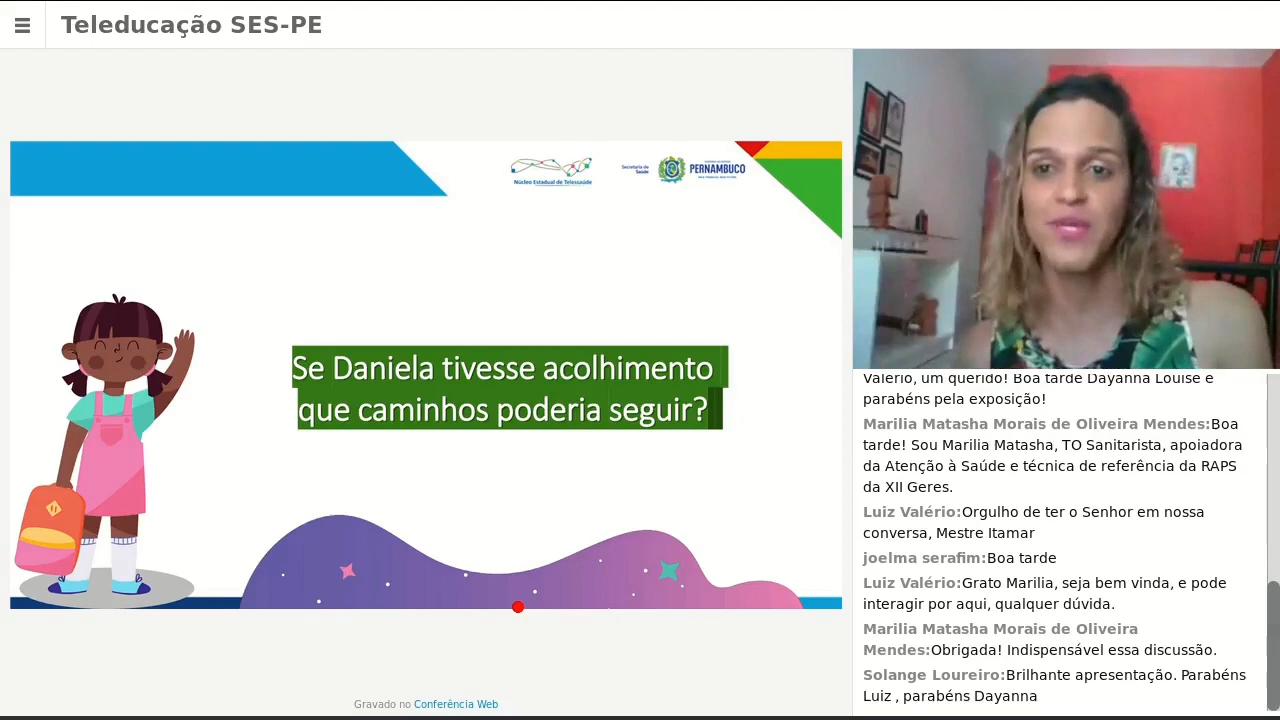 Teleducação SES-PE
Núcleo Estadual de Telessaúde
Secretaria de
Saúde
PERNAMBUCO
Se Daniela tivesse acolhimento
que caminhos poderia seguir?
Gravado no Conferência Web
Valério, um querido! Boa tarde Dayanna Louise e
parabéns pela exposição!
Marilia Matasha Morais de Oliveira Mendes:Boa
tarde! Sou Marilia Matasha, TO Sanitarista, apoiadora
da Atenção à Saúde e técnica de referência da RAPS
da XII Geres.
Luiz Valério:Orgulho de ter o Senhor em nossa
conversa, Mestre Itamar
joelma serafim:Boa tarde
Luiz Valério:Grato Marilia, seja bem vinda, e pode
interagir por aqui, qualquer dúvida.
Marilia Matasha Morais de Oliveira
Mendes:Obrigada! Indispensável essa discussão.
Solange Loureiro:Brilhante apresentação. Parabéns
Luiz , parabéns Dayanna